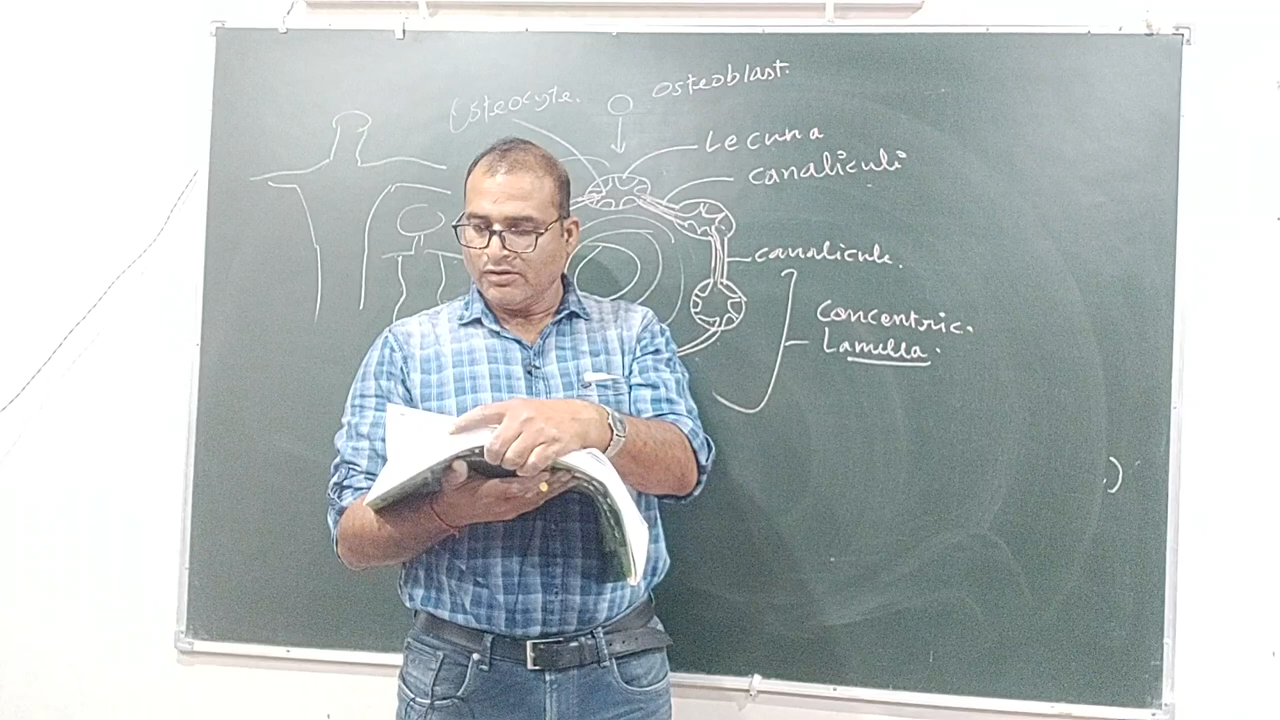 Osteocyte.
osteoblast.
Lecuna
canaliculi
canalicule.
Concentric.
Lamella.